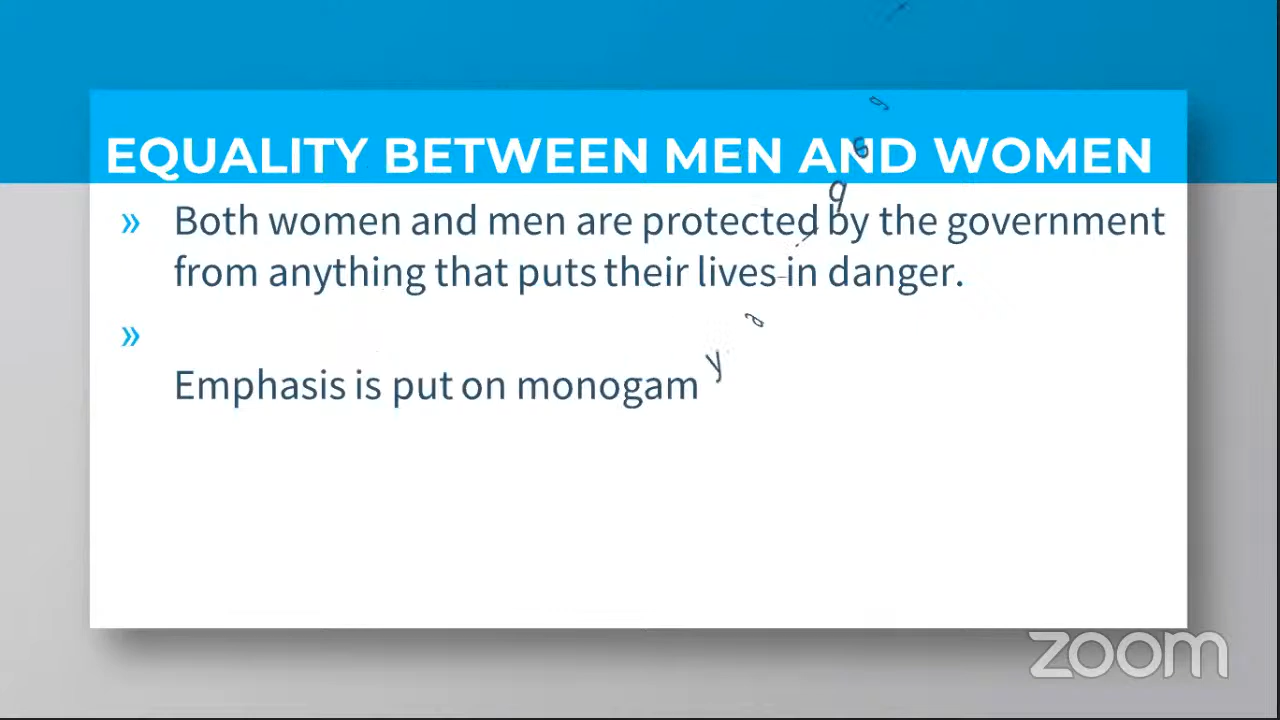 EQUALITY BETWEEN MEN AND WOMEN
» Both women and men are protected by the government
from anything that puts their lives in danger.
»
Emphasis is put on monogamy
zoom